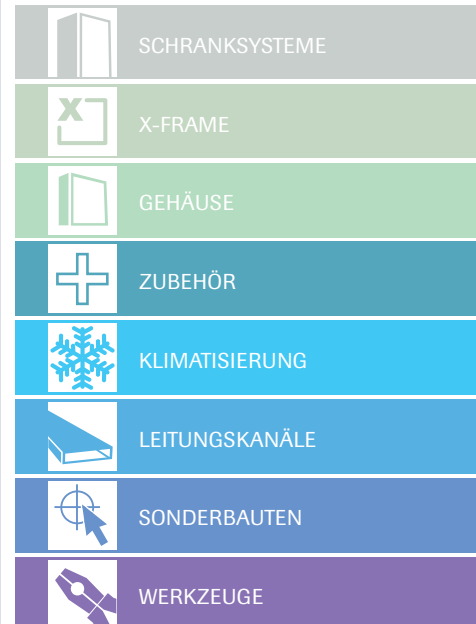 SCHRANKSYSTEME
X-FRAME
GEHÄUSE
ZUBEHÖR
KLIMATISIERUNG
LEITUNGSKANÄLE
SONDERBAUTEN
WERKZEUGE